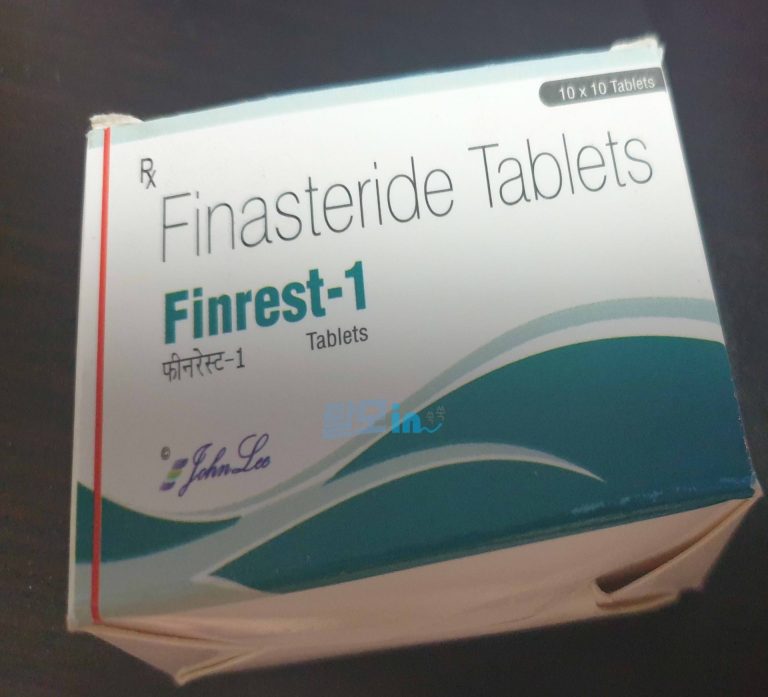 10 x 10 Tablets
Rx
Finasteride Tablets
Finrest-1
Tablets
फीनरेस्ट-1
© John Lee